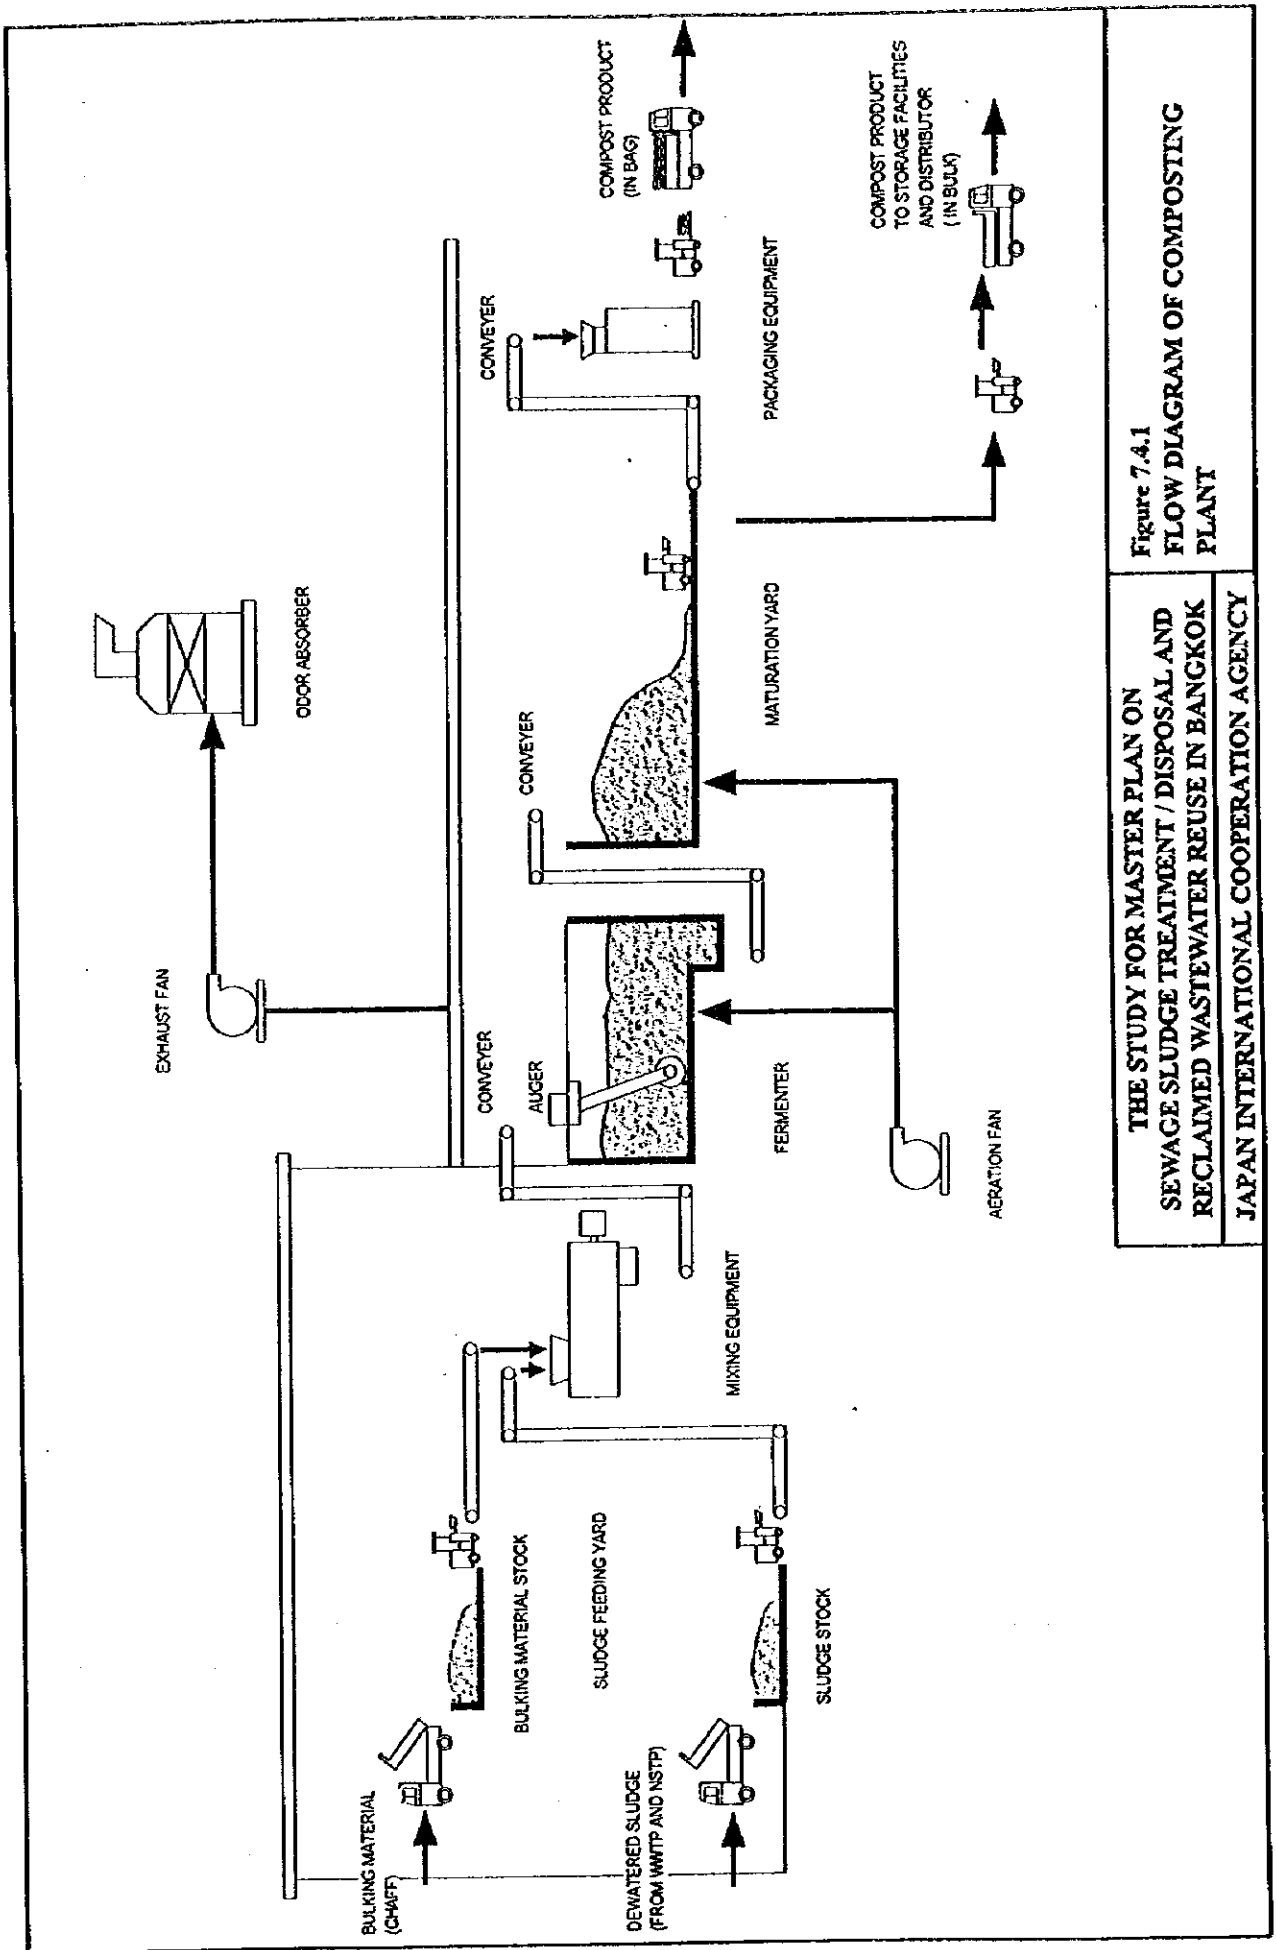 BULKING MATERIAL
(CHAFF)
BULKING MATERIAL STOCK
SLUDGE FEEDING YARD
DEWATERED SLUDGE
(FROM WWTP AND NSTP)
SLUDGE STOCK
MIXING EQUIPMENT
CONVEYER
AUGER
FERMENTER
EXHAUST FAN
ODOR ABSORBER
AERATION FAN
CONVEYER
MATURATION YARD
CONVEYER
PACKAGING EQUIPMENT
COMPOST PRODUCT
(IN BAG)
COMPOST PRODUCT
TO STORAGE FACILITIES
AND DISTRIBUTOR
( IN BULK)
THE STUDY FOR MASTER PLAN ON
SEWAGE SLUDGE TREATMENT / DISPOSAL AND
RECLAIMED WASTEWATER REUSE IN BANGKOK
JAPAN INTERNATIONAL COOPERATION AGENCY
Figure 7.4.1
FLOW DIAGRAM OF COMPOSTING
PLANT